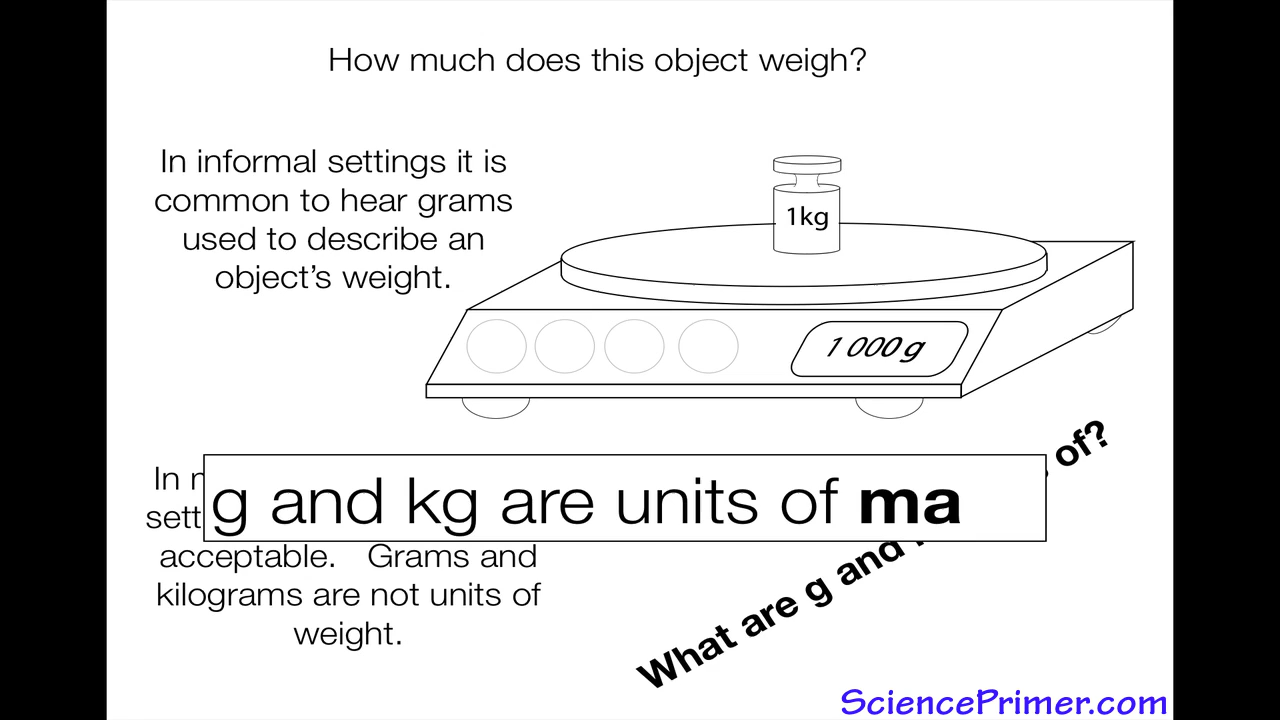 How much does this object weigh?
In informal settings it is
common to hear grams
used to describe an
object's weight.
1kg
1 000 g
In
g and kg are units of ma
acceptable. Grams and
kilograms are not units of
weight.
What are g and
of?
SciencePrimer.com